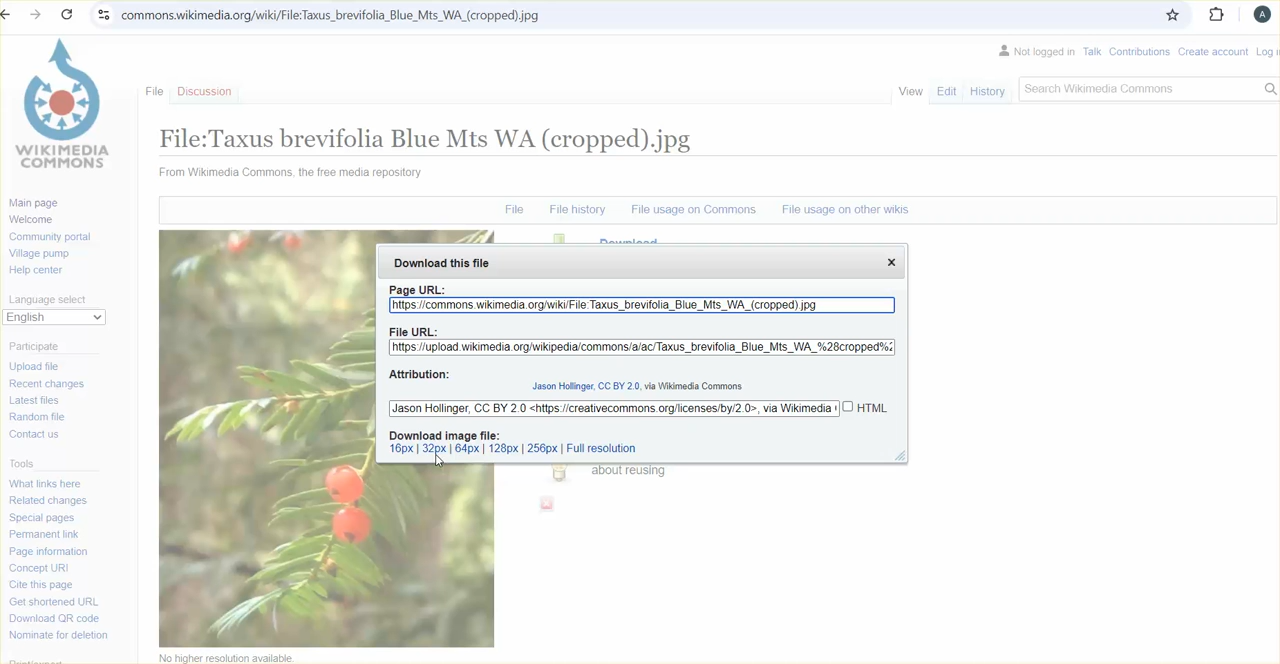 commons.wikimedia.org/wiki/File:Taxus_brevifolia_Blue_Mts_WA_(cropped).jpg
A
Not logged in Talk Contributions Create account Log i
WIKIMEDIA
COMMONS
File Discussion
View Edit History
Search Wikimedia Commons
File:Taxus brevifolia Blue Mts WA (cropped).jpg
From Wikimedia Commons, the free media repository
File File history File usage on Commons File usage on other wikis
Main page
Welcome
Community portal
Village pump
Help center
Language select
English
Participate
Upload file
Recent changes
Latest files
Random file
Contact us
Tools
What links here
Related changes
Special pages
Permanent link
Page information
Concept URI
Cite this page
Get shortened URL
Download QR code
Nominate for deletion
Print/export
Download
Download this file
Page URL:
https://commons.wikimedia.org/wiki/File:Taxus_brevifolia_Blue_Mts_WA_(cropped).jpg
File URL:
https://upload.wikimedia.org/wikipedia/commons/a/ac/Taxus_brevifolia_Blue_Mts_WA_%28cropped%2
Attribution:
Jason Hollinger, CC BY 2.0, via Wikimedia Commons
Jason Hollinger, CC BY 2.0 <https://creativecommons.org/licenses/by/2.0>, via Wikimedia
HTML
Download image file:
16px | 32px | 64px | 128px | 256px | Full resolution
about reusing
No higher resolution available.